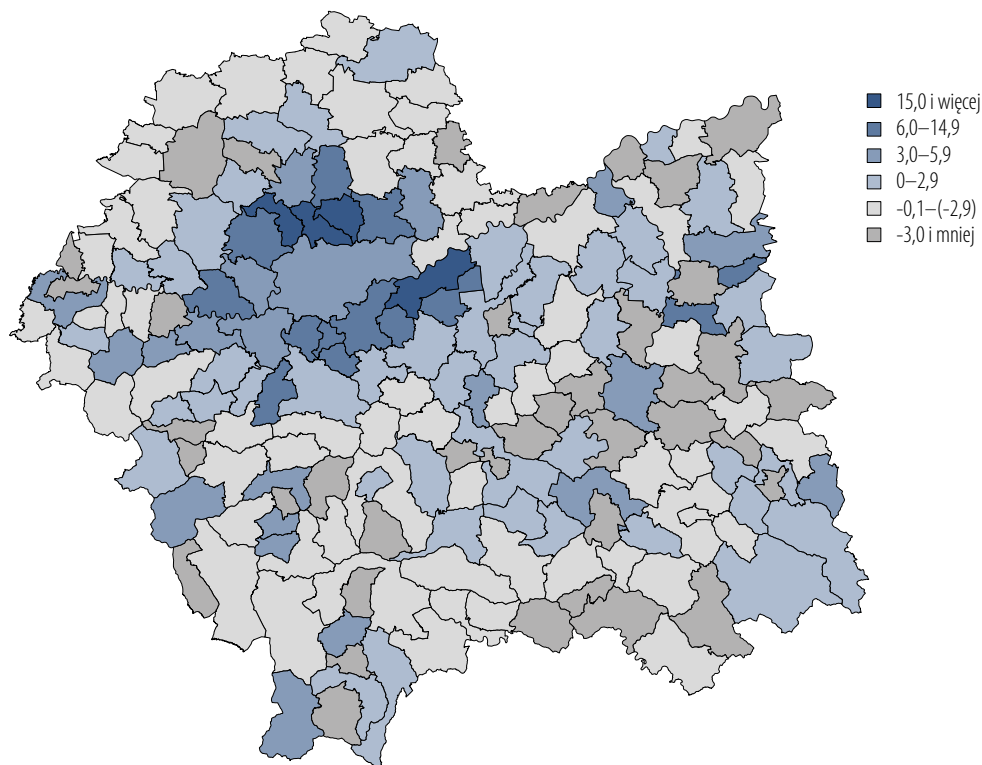 15,0 i więcej
6,0–14,9
3,0–5,9
0–2,9
-0,1–(-2,9)
-3,0 i mniej